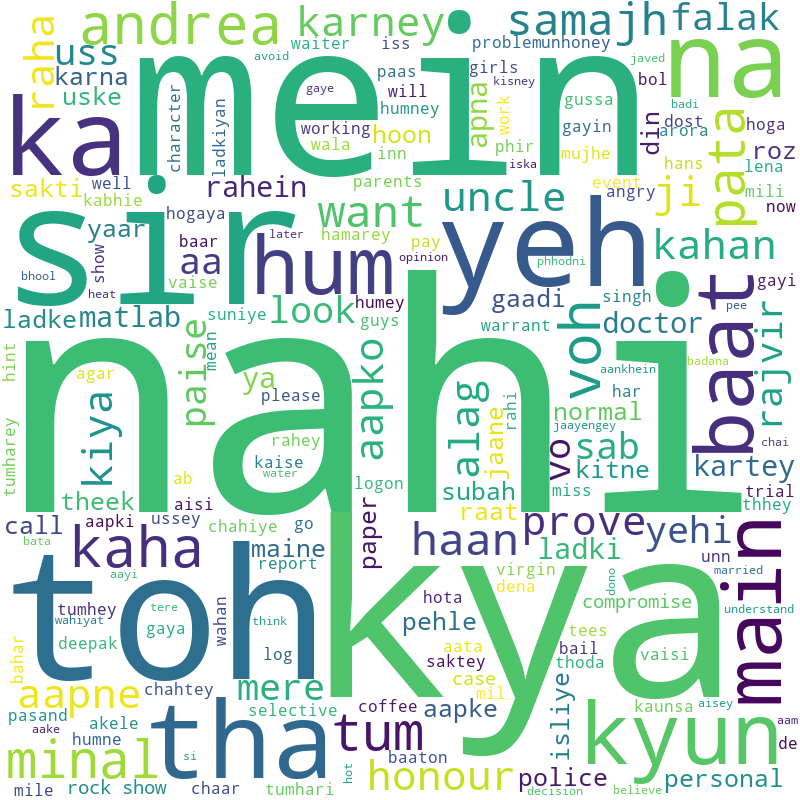 andrea
karney
samajh
falak
waiter
iss
problemunhoney
javed
avoid
raha
uss
karna
uske
character
ladkiyan
mein
gaye
paas
girls
will
kisney
bol
badi
na
humney
apna
work
gussa
dost
arora
hoga
working
wala
hoon
phir
gayin
din
roz
ka
inn
iska
mujhe
hans
lena
sakti
well
kabhie
rahein
parents
uncle
event
angry
ji
pata
mili
now
yaar
hogaya
want
sir
hum
yeh
kahan
baar
later
hamarey
pay
opinion
phhodni
gayi
bhool
show
heat
aa
vaise
humey
gaadi
singh
baat
pee
ladke
matlab
suniye
look
guys
warrant
voh
doctor
rajvir
hint
paise
mean
aapko
alag
jaane
rahi
aankhein
har
badana
agar
ya
please
normal
jaayengey
chai
tumharey
kiya
nahi
rahey
kaise
water
sab
vo
kitne
kartey
theek
ab
aisi
logon
subah
miss
trial
thhey
call
aapki
ussey
chahiye
go
raat
prove
yehi
unn
bata
kaha
maine
report
paper
haan
ladki
aayi
toh
kya
virgin
dena
dono
married
main
tumhey
tere
wahiyat
gaya
wahan
think
hota
compromise
understand
deepak
log
pehle
bail
tees
bahar
aapne
chahtey
mere
aata
saktey
case
thoda
vaisi
pasand
akele
tha
selective
coffee
mil
aapke
isliye
kaunsa
aisey
aam
aake
humne
tum
kyun
de
minal
si
hot
baaton
mile
rock show
chaar
tumhari
honour
police
decision
believe
personal